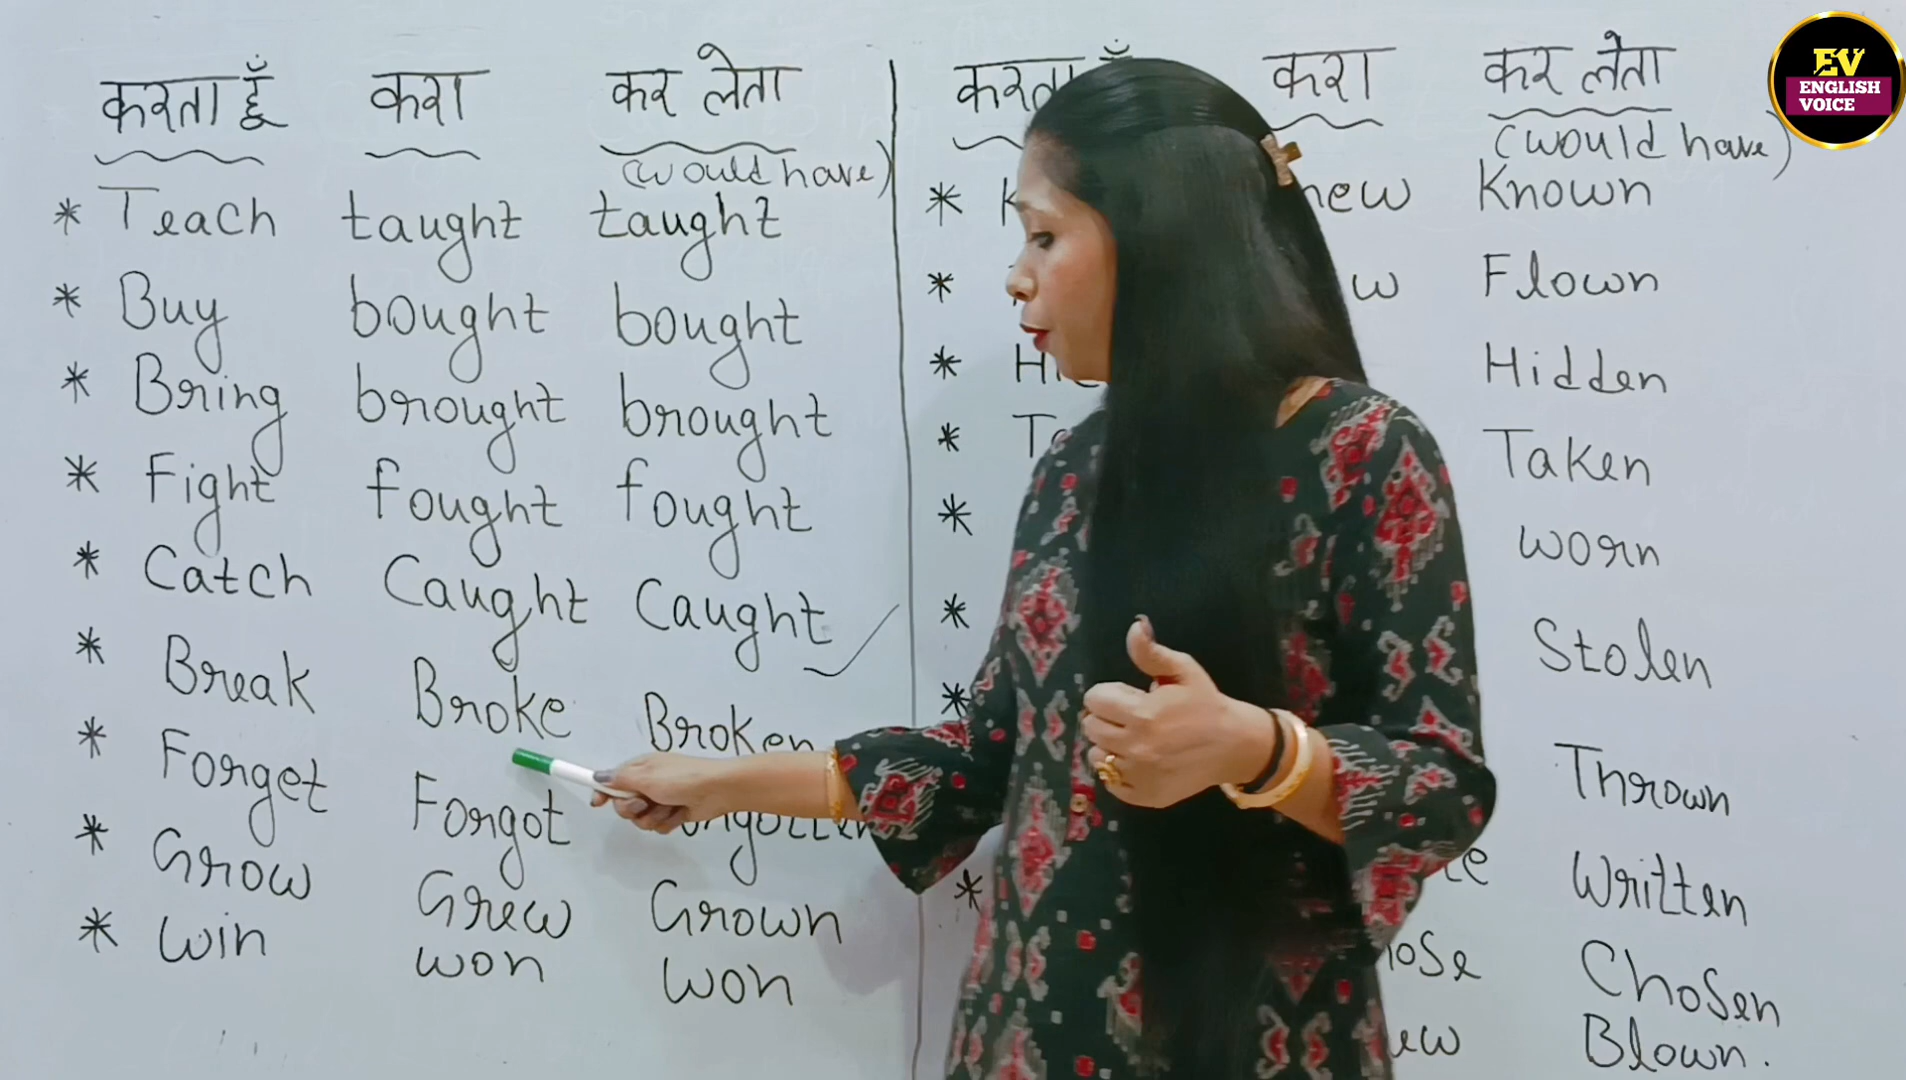 करता हूँ करा कर लेता
(would have)
* Teach taught taught
* Buy bought bought
* Bring brought brought
* Fight fought fought
* Catch Caught Caught
* Break Broke Broken
* Forget Forgot
* Grow Grew Grown
* Win won won
करा कर लेता
(would have)
* Known
* Flown
* Hidden
* Taken
* worn
* Stolen
* Thrown
* Written
Chosen
Blown.
EV
ENGLISH
VOICE